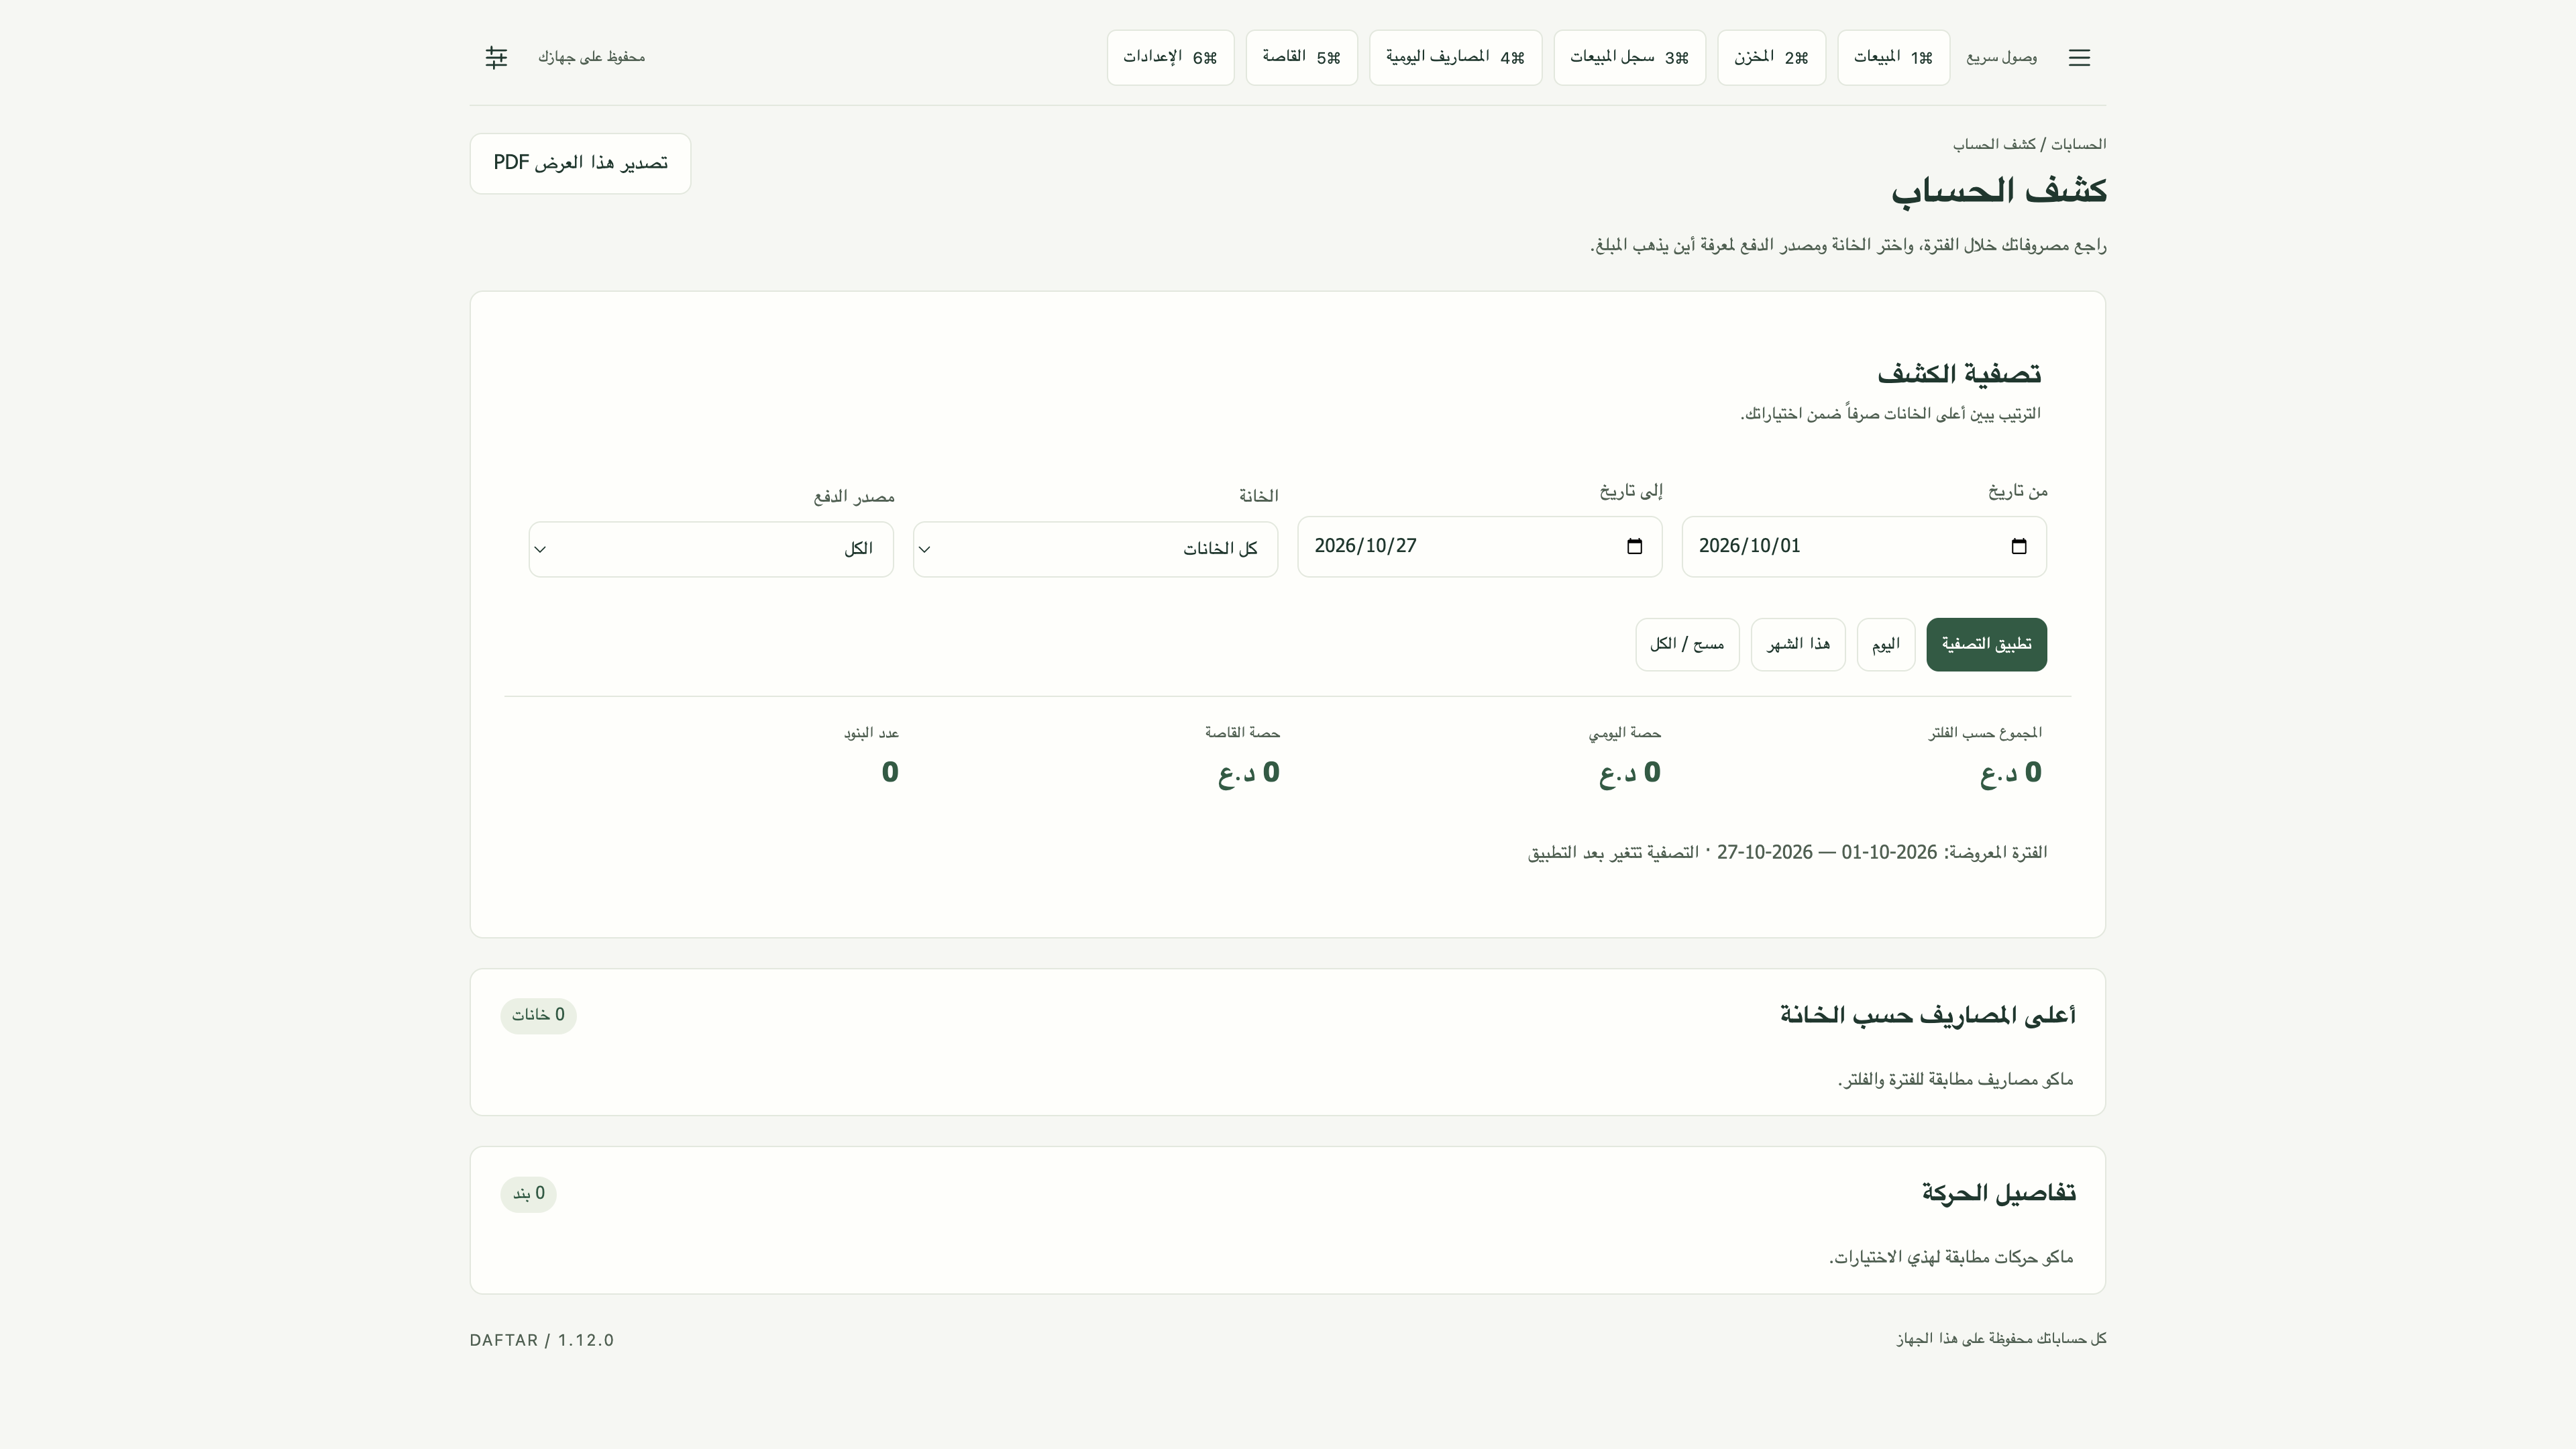 وصول سريع
⌘1 المبيعات
⌘2 المخزن
⌘3 سجل المبيعات
⌘4 المصاريف اليومية
⌘5 القاصة
⌘6 الإعدادات
محفوظ على جهازك
الحسابات / كشف الحساب
كشف الحساب
راجع مصروفاتك خلال الفترة، واختر الخانة ومصدر الدفع لمعرفة أين يذهب المبلغ.
تصدير هذا العرض PDF
تصفية الكشف
الترتيب يبين أعلى الخانات صرفاً ضمن اختياراتك.
من تاريخ
2026/10/01
إلى تاريخ
2026/10/27
الخانة
كل الخانات
مصدر الدفع
الكل
تطبيق التصفية
اليوم
هذا الشهر
مسح / الكل
المجموع حسب الفلتر
0 د.ع
حصة اليومي
0 د.ع
حصة القاصة
0 د.ع
عدد البنود
0
الفترة المعروضة: 2026-10-01 — 2026-10-27 · التصفية تتغير بعد التطبيق
أعلى المصاريف حسب الخانة
0 خانات
ماكو مصاريف مطابقة للفترة والفلتر.
تفاصيل الحركة
0 بند
ماكو حركات مطابقة لهذي الاختيارات.
كل حساباتك محفوظة على هذا الجهاز
DAFTAR / 1.12.0